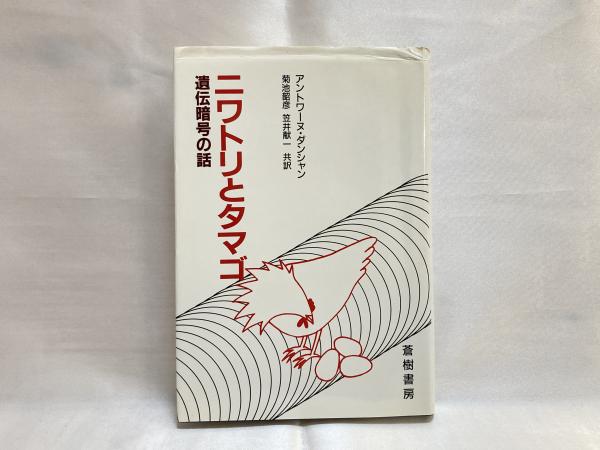 アントワーヌ・ダンシャン
菊池韶彦 笠井献一 共訳
ニワトリとタマゴ
遺伝暗号の話
蒼樹書房